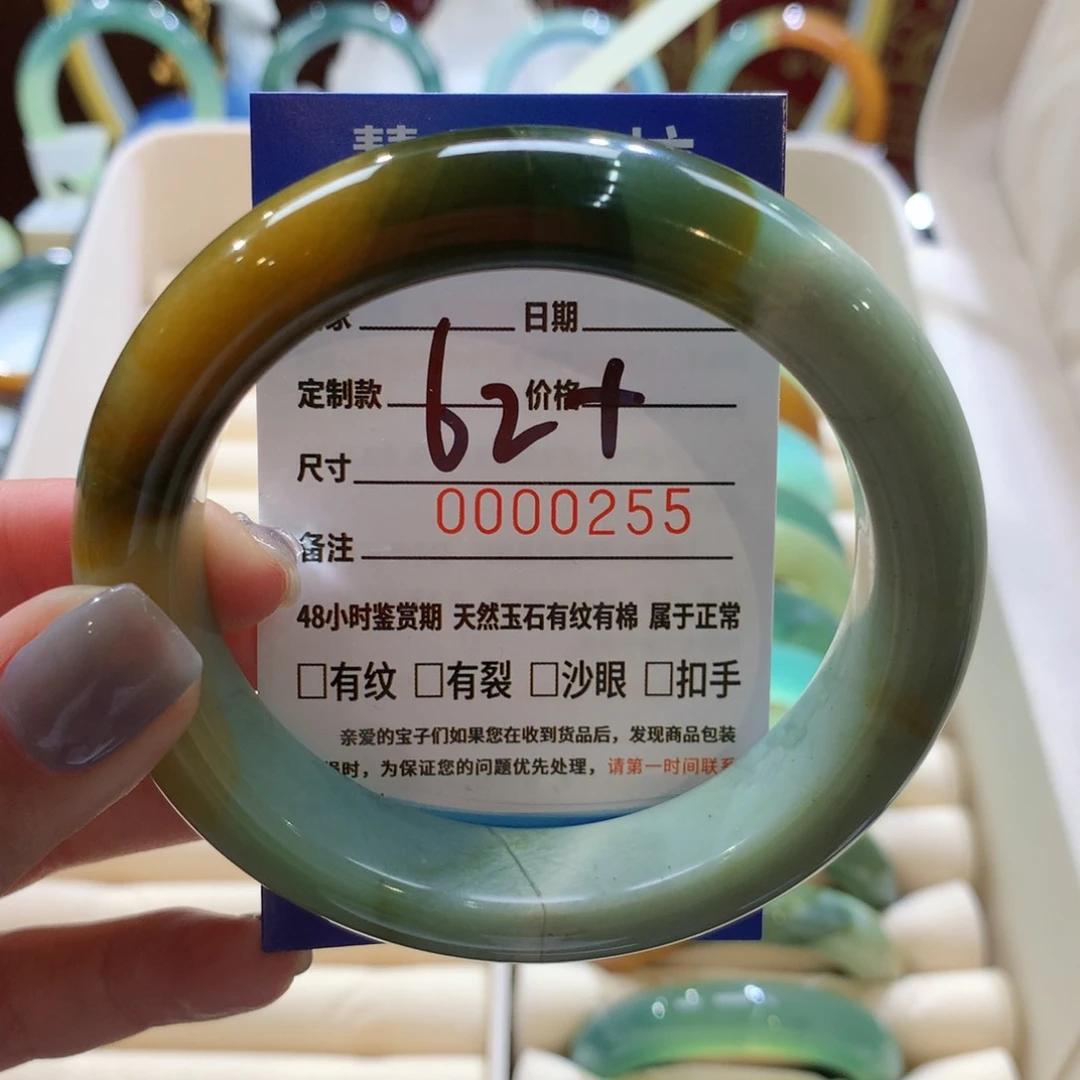 日期
定制款 价格
62+
尺寸
0000255
备注
48小时鉴赏期 天然玉石有纹有棉 属于正常
□有纹 □有裂 □沙眼 □扣手
亲爱的宝子们如果您在收到货品后，发现商品包装
时，为保证您的问题优先处理，请第一时间联系